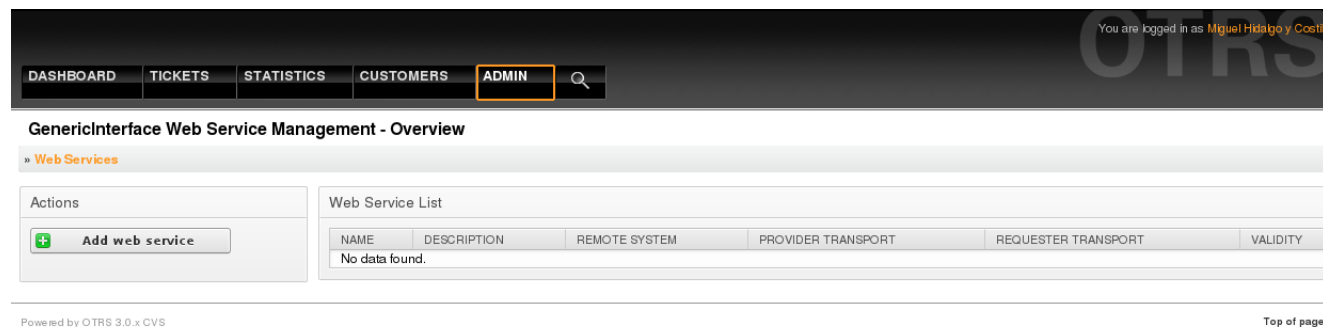 OTRS
You are logged in as Miguel Hidalgo y Costil
DASHBOARD TICKETS STATISTICS CUSTOMERS ADMIN
GenericInterface Web Service Management - Overview
» Web Services
Actions
Add web service
Web Service List
NAME DESCRIPTION REMOTE SYSTEM PROVIDER TRANSPORT REQUESTER TRANSPORT VALIDITY
No data found.
Powered by OTRS 3.0.x CVS
Top of page